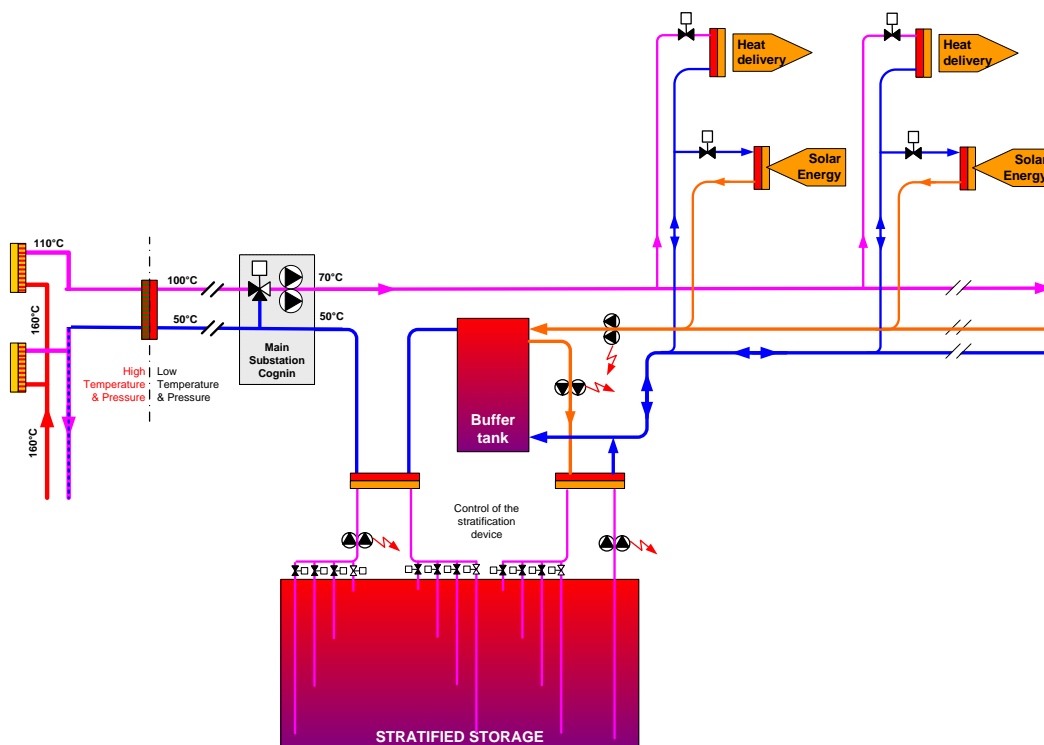 Heat
delivery
Heat
delivery
Solar
Energy
Solar
Energy
110°C
100°C
70°C
160°C
50°C
50°C
Main
Substation
Cognin
High
Temperature
& Pressure
Low
Temperature
& Pressure
160°C
Buffer
tank
Control of the
stratification
device
STRATIFIED STORAGE